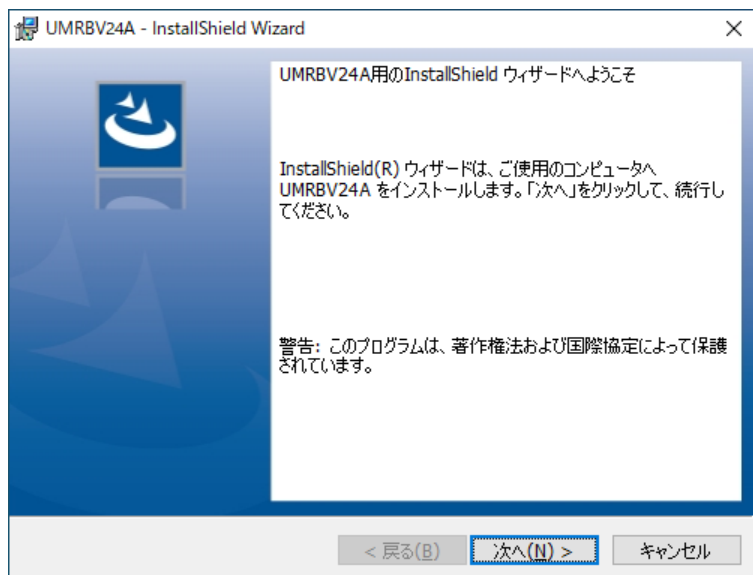 UMRBV24A - InstallShield Wizard
UMRBV24A用のInstallShield ウィザードへようこそ
InstallShield(R) ウィザードは、ご使用のコンピュータへ
UMRBV24A をインストールします。「次へ」をクリックして、続行し
てください。
警告: このプログラムは、著作権法および国際協定によって保護
されています。
< 戻る(B)
次へ(N) >
キャンセル